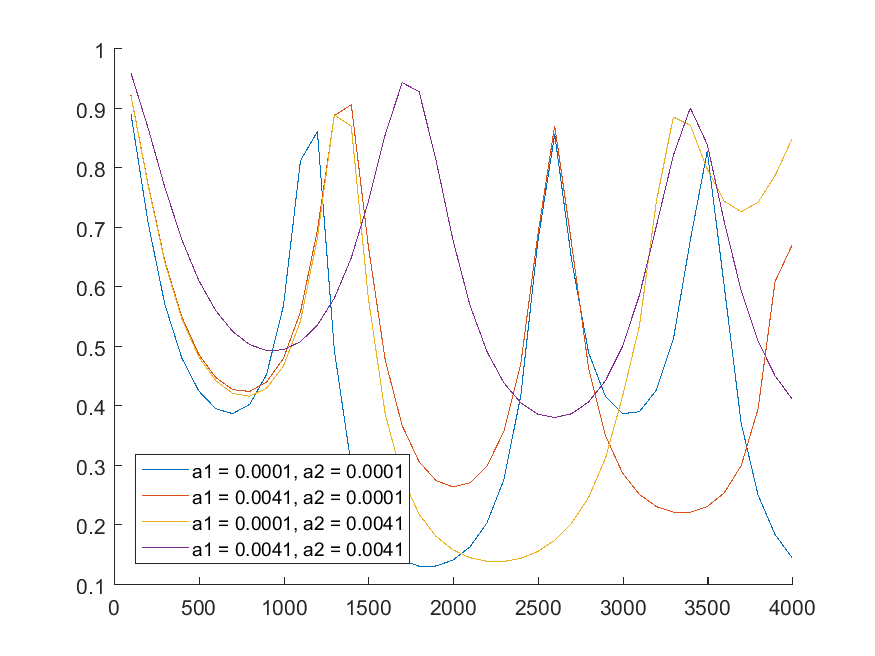 1
0.9
0.8
0.7
0.6
0.5
0.4
0.3
0.2
0.1
a1 = 0.0001, a2 = 0.0001
a1 = 0.0041, a2 = 0.0001
a1 = 0.0001, a2 = 0.0041
a1 = 0.0041, a2 = 0.0041
0 500 1000 1500 2000 2500 3000 3500 4000